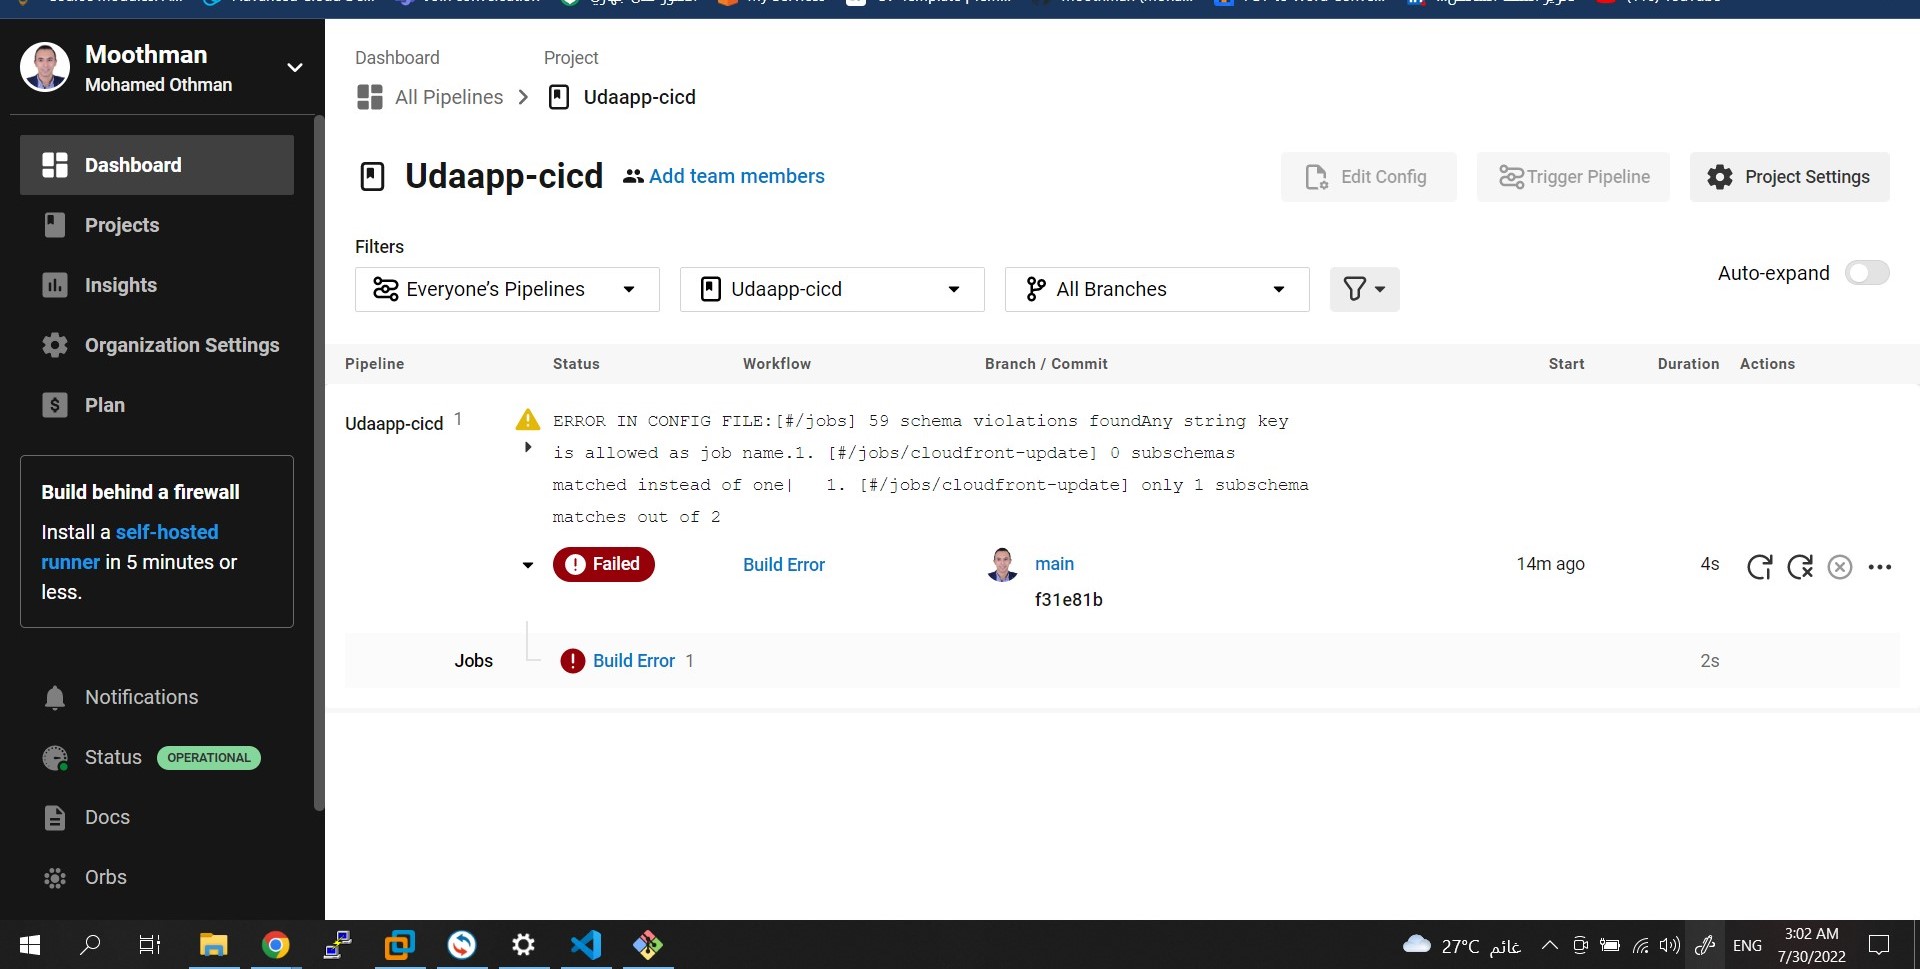 Moothman
Mohamed Othman
Dashboard
Projects
Insights
Organization Settings
Plan
Build behind a firewall
Install a self-hosted
runner in 5 minutes or
less.
Notifications
Status OPERATIONAL
Docs
Orbs
Dashboard Project
All Pipelines Udaapp-cicd
Udaapp-cicd Add team members
Edit Config Trigger Pipeline Project Settings
Filters
Everyone’s Pipelines Udaapp-cicd All Branches
Auto-expand
Pipeline Status Workflow Branch / Commit Start Duration Actions
Udaapp-cicd 1
ERROR IN CONFIG FILE:[#/jobs] 59 schema violations foundAny string key
is allowed as job name.1. [#/jobs/cloudfront-update] 0 subschemas
matched instead of one| 1. [#/jobs/cloudfront-update] only 1 subschema
matches out of 2
Failed Build Error main 14m ago 4s
f31e81b
Jobs Build Error 1 2s
27°C غائم ENG 3:02 AM
7/30/2022